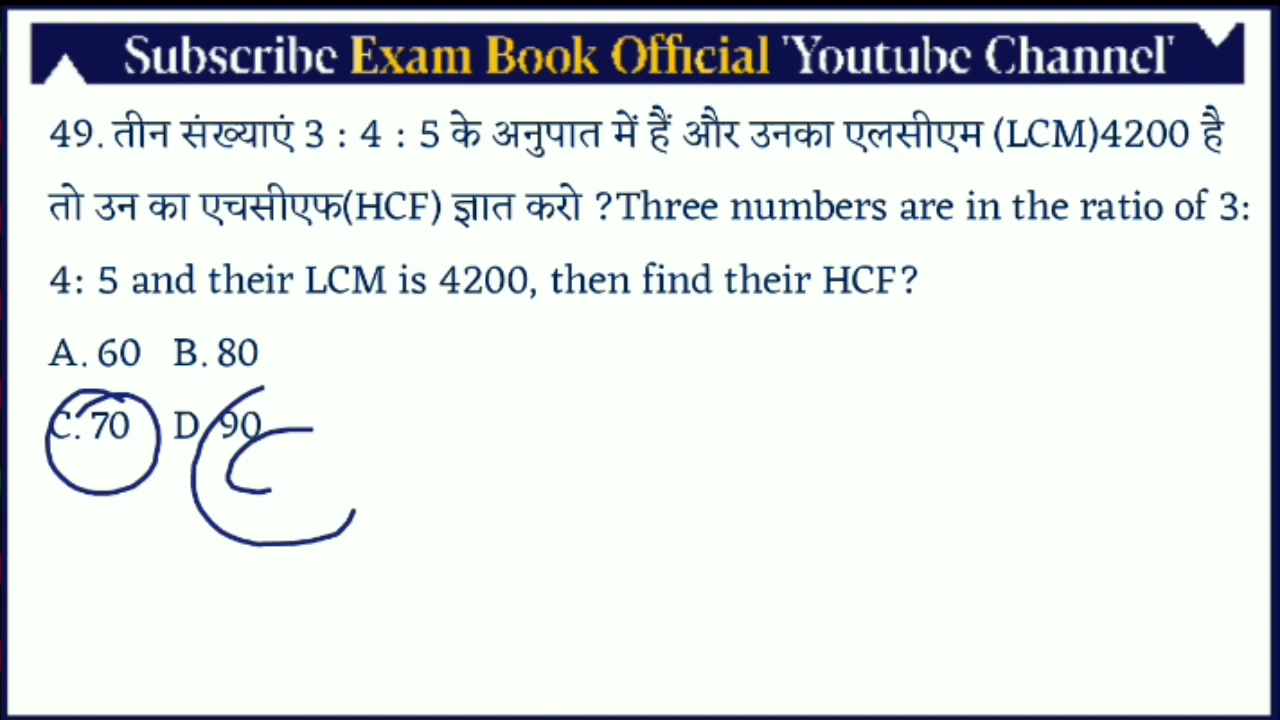 Subscribe Exam Book Official 'Youtube Channel'
49. तीन संख्याएं 3 : 4 : 5 के अनुपात में हैं और उनका एलसीएम (LCM)4200 है
तो उन का एचसीएफ(HCF) ज्ञात करो ?Three numbers are in the ratio of 3:
4: 5 and their LCM is 4200, then find their HCF?
A. 60 B. 80
C. 70 D. 90